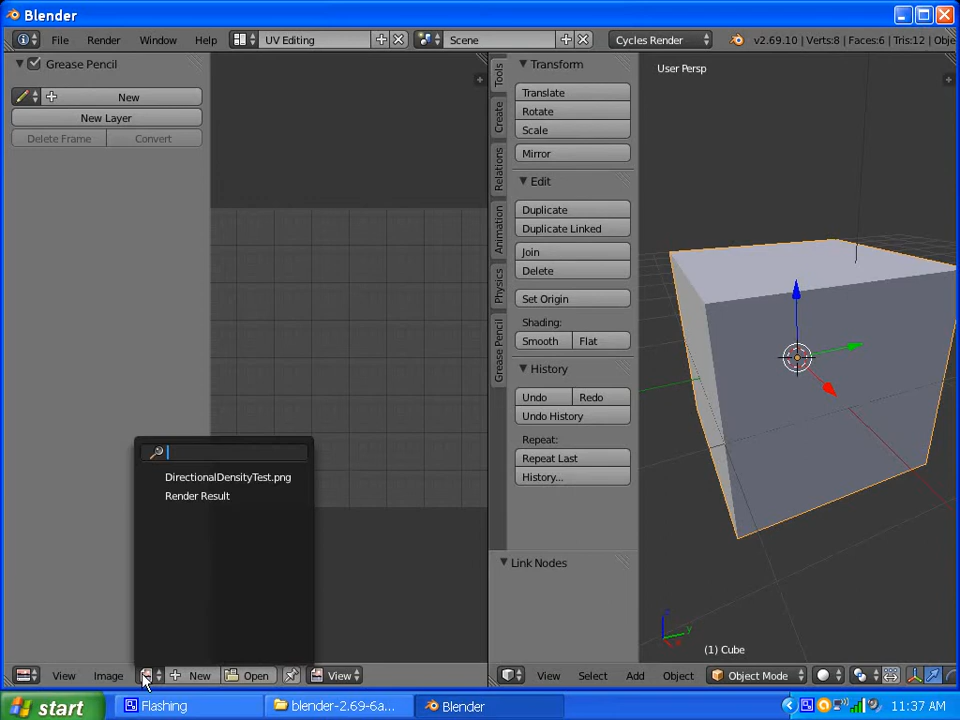 Blender
File Render Window Help UV Editing Scene Cycles Render v2.69.10 | Verts:8 | Faces:6 | Tris:12 | Obje
Grease Pencil
New
New Layer
Delete Frame Convert
Tools
Create
Relations
Animation
Physics
Grease Pencil
Transform
Translate
Rotate
Scale
Mirror
Edit
Duplicate
Duplicate Linked
Join
Delete
Set Origin
Shading:
Smooth Flat
History
Undo Redo
Undo History
Repeat:
Repeat Last
History...
Link Nodes
User Persp
(1) Cube
DirectionalDensityTest.png
Render Result
View Image New Open View
View Select Add Object Object Mode
start Flashing blender-2.69-6a... Blender 11:37 AM